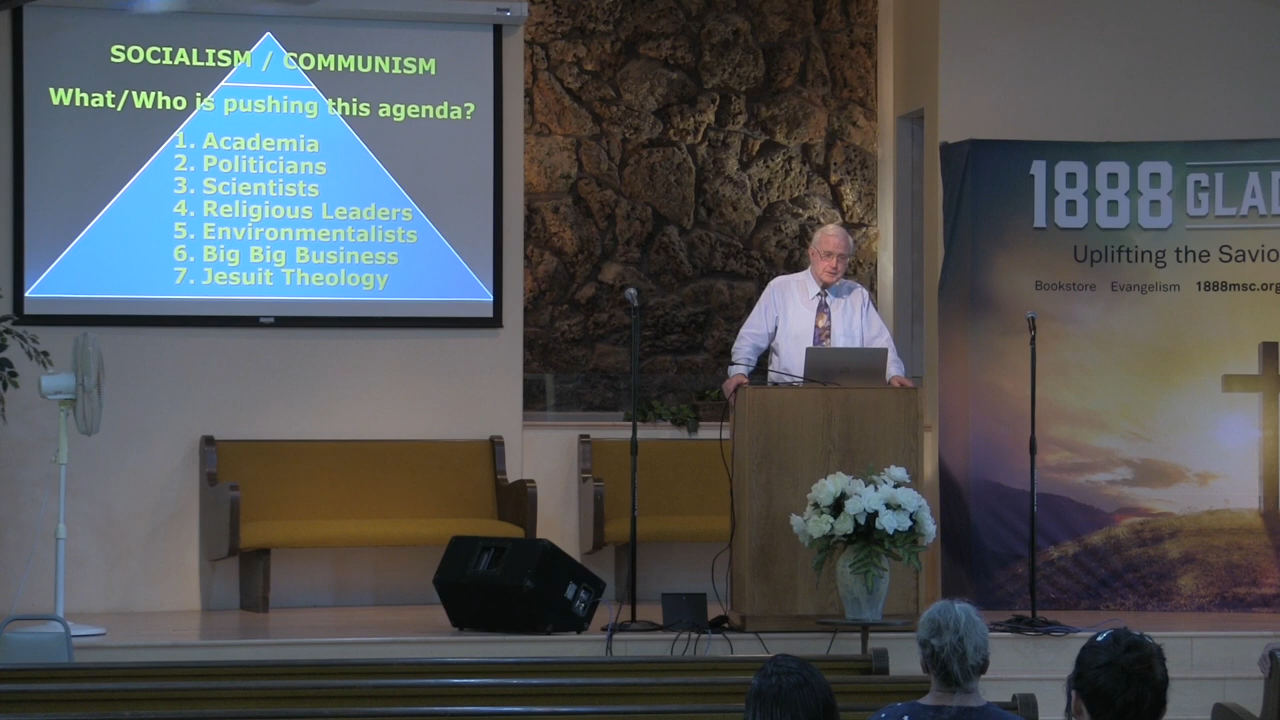 SOCIALISM / COMMUNISM
What/Who is pushing this agenda?
1. Academia
2. Politicians
3. Scientists
4. Religious Leaders
5. Environmentalists
6. Big Big Business
7. Jesuit Theology
1888 GLA
Uplifting the Savio
Bookstore Evangelism 1888msc.org